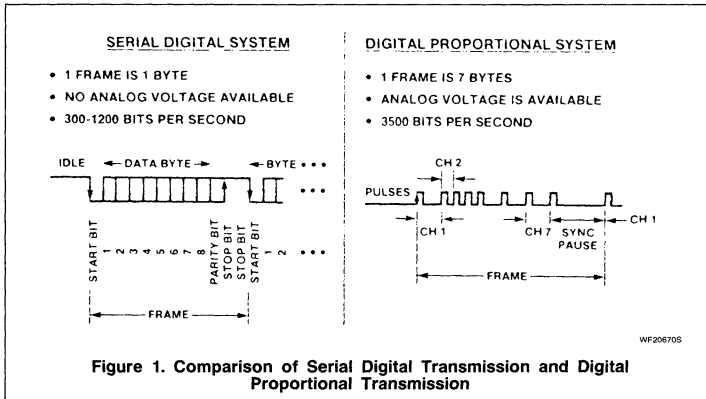 SERIAL DIGITAL SYSTEM
• 1 FRAME IS 1 BYTE
• NO ANALOG VOLTAGE AVAILABLE
• 300-1200 BITS PER SECOND
IDLE
DATA BYTE
BYTE • • •
• • •
START BIT
1
2
3
4
5
6
7
8
PARITY BIT
STOP BIT
STOP BIT
START BIT
1
2
• • •
FRAME
DIGITAL PROPORTIONAL SYSTEM
• 1 FRAME IS 7 BYTES
• ANALOG VOLTAGE IS AVAILABLE
• 3500 BITS PER SECOND
CH 2
PULSES
CH 1
CH 7
SYNC
PAUSE
CH 1
FRAME
WF20670S
Figure 1. Comparison of Serial Digital Transmission and Digital
Proportional Transmission